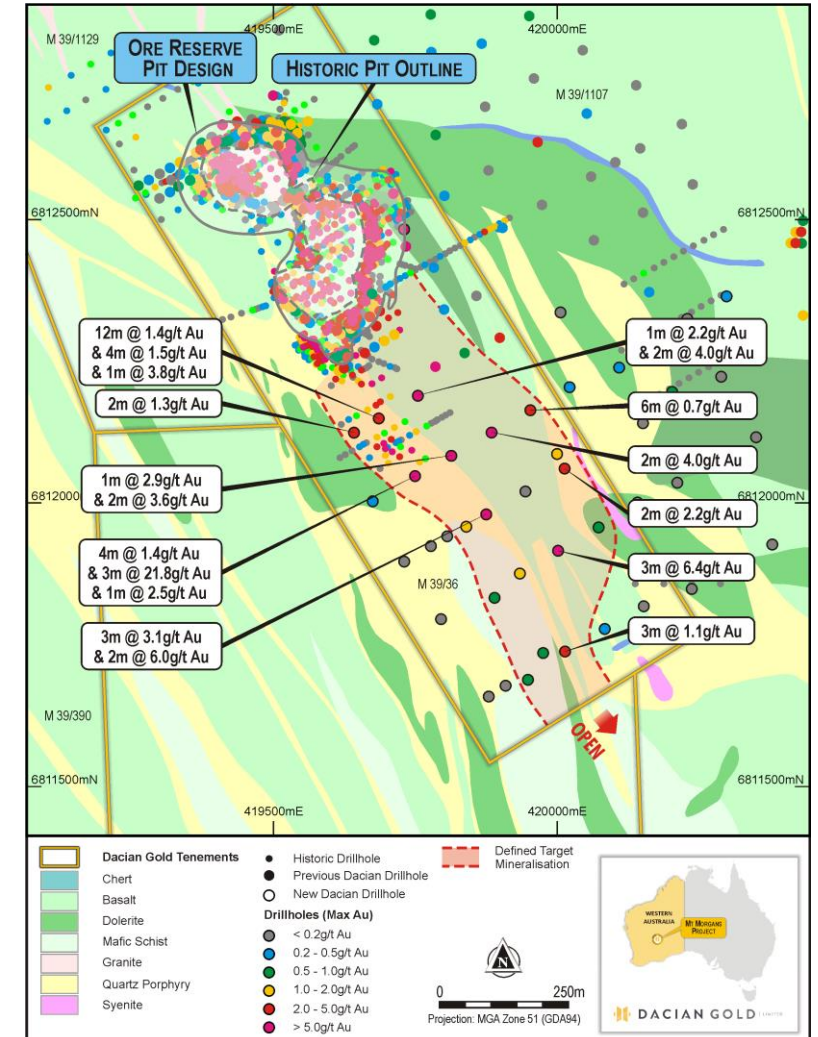 419500mE
420000mE
M 39/1129
ORE RESERVE
PIT DESIGN
HISTORIC PIT OUTLINE
M 39/1107
6812500mN
6812500mN
12m @ 1.4g/t Au
& 4m @ 1.5g/t Au
& 1m @ 3.8g/t Au
1m @ 2.2g/t Au
& 2m @ 4.0g/t Au
2m @ 1.3g/t Au
6m @ 0.7g/t Au
2m @ 4.0g/t Au
1m @ 2.9g/t Au
& 2m @ 3.6g/t Au
6812000
6812000mN
2m @ 2.2g/t Au
4m @ 1.4g/t Au
& 3m @ 21.8g/t Au
& 1m @ 2.5g/t Au
3m @ 6.4g/t Au
M 39/36
3m @ 3.1g/t Au
& 2m @ 6.0g/t Au
3m @ 1.1g/t Au
M 39/390
OPEN
6811500mN
6811500mN
419500mE
420000mE
Dacian Gold Tenements
Chert
Basalt
Dolerite
Mafic Schist
Granite
Quartz Porphyry
Syenite
Historic Drillhole
Previous Dacian Drillhole
New Dacian Drillhole
Drillholes (Max Au)
< 0.2g/t Au
0.2 - 0.5g/t Au
0.5 - 1.0g/t Au
1.0 - 2.0g/t Au
2.0 - 5.0g/t Au
> 5.0g/t Au
Defined Target
Mineralisation
N
0 250m
Projection: MGA Zone 51 (GDA94)
WESTERN
AUSTRALIA
MT MORGANS
PROJECT
DACIAN GOLD LIMITED